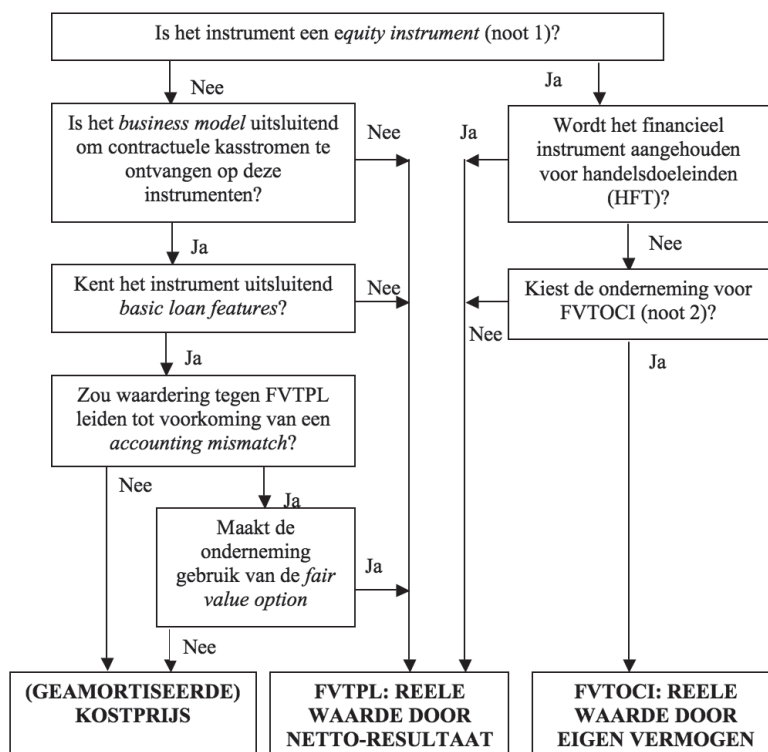 Is het instrument een equity instrument (noot 1)?
Nee
Ja
Is het business model uitsluitend
om contractuele kasstromen te
ontvangen op deze
instrumenten?
Nee
Ja
Wordt het financieel
instrument aangehouden
voor handelsdoeleinden
(HFT)?
Ja
Nee
Kent het instrument uitsluitend
basic loan features?
Nee
Kiest de onderneming voor
FVTOCI (noot 2)?
Nee
Ja
Ja
Zou waardering tegen FVTPL
leiden tot voorkoming van een
accounting mismatch?
Nee
Ja
Maakt de
onderneming
gebruik van de fair
value option
Ja
Nee
(GEAMORTISEERDE)
KOSTPRIJS
FVTPL: REELE
WAARDE DOOR
NETTO-RESULTAAT
FVTOCI: REELE
WAARDE DOOR
EIGEN VERMOGEN